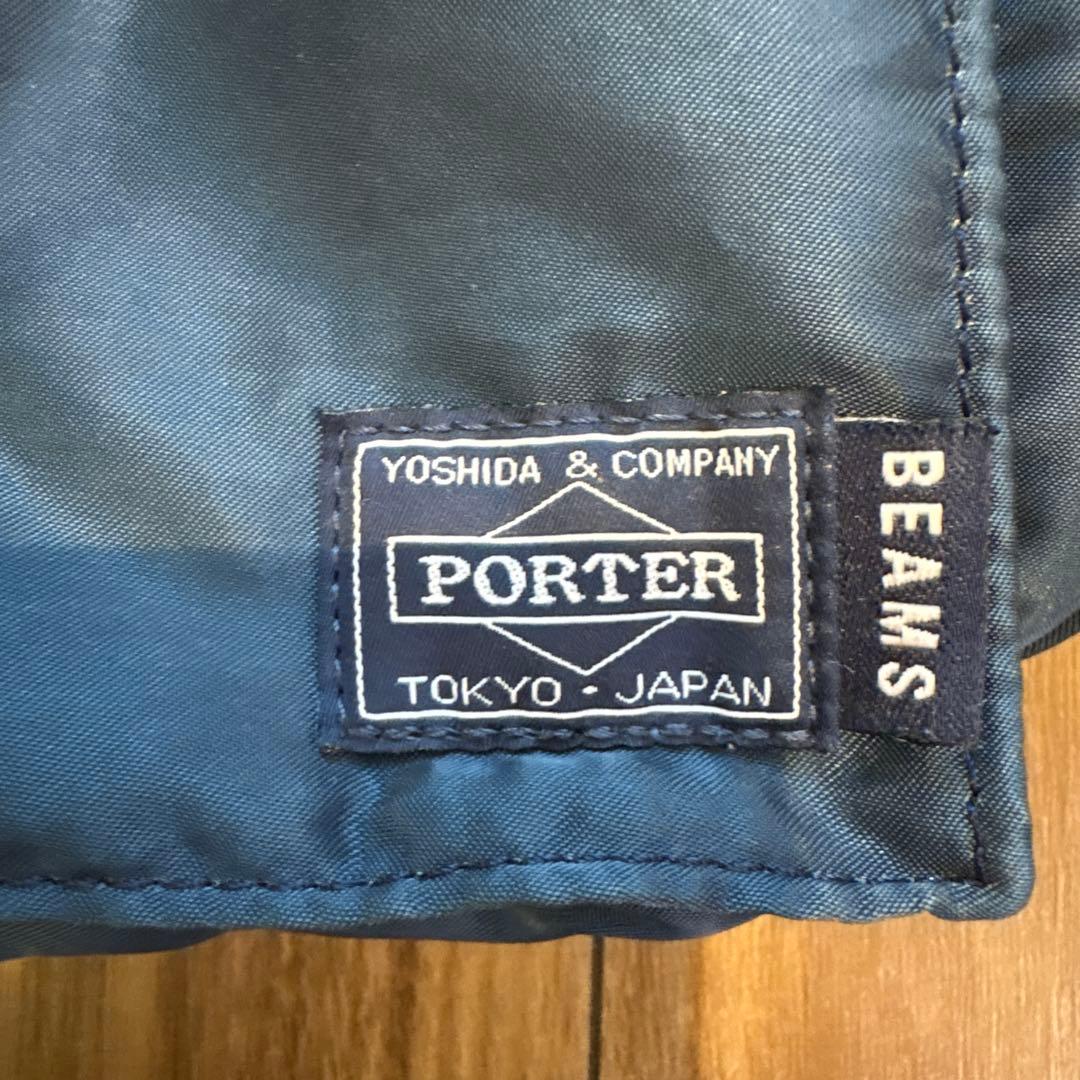 YOSHIDA & COMPANY
PORTER
TOKYO · JAPAN
BEAMS